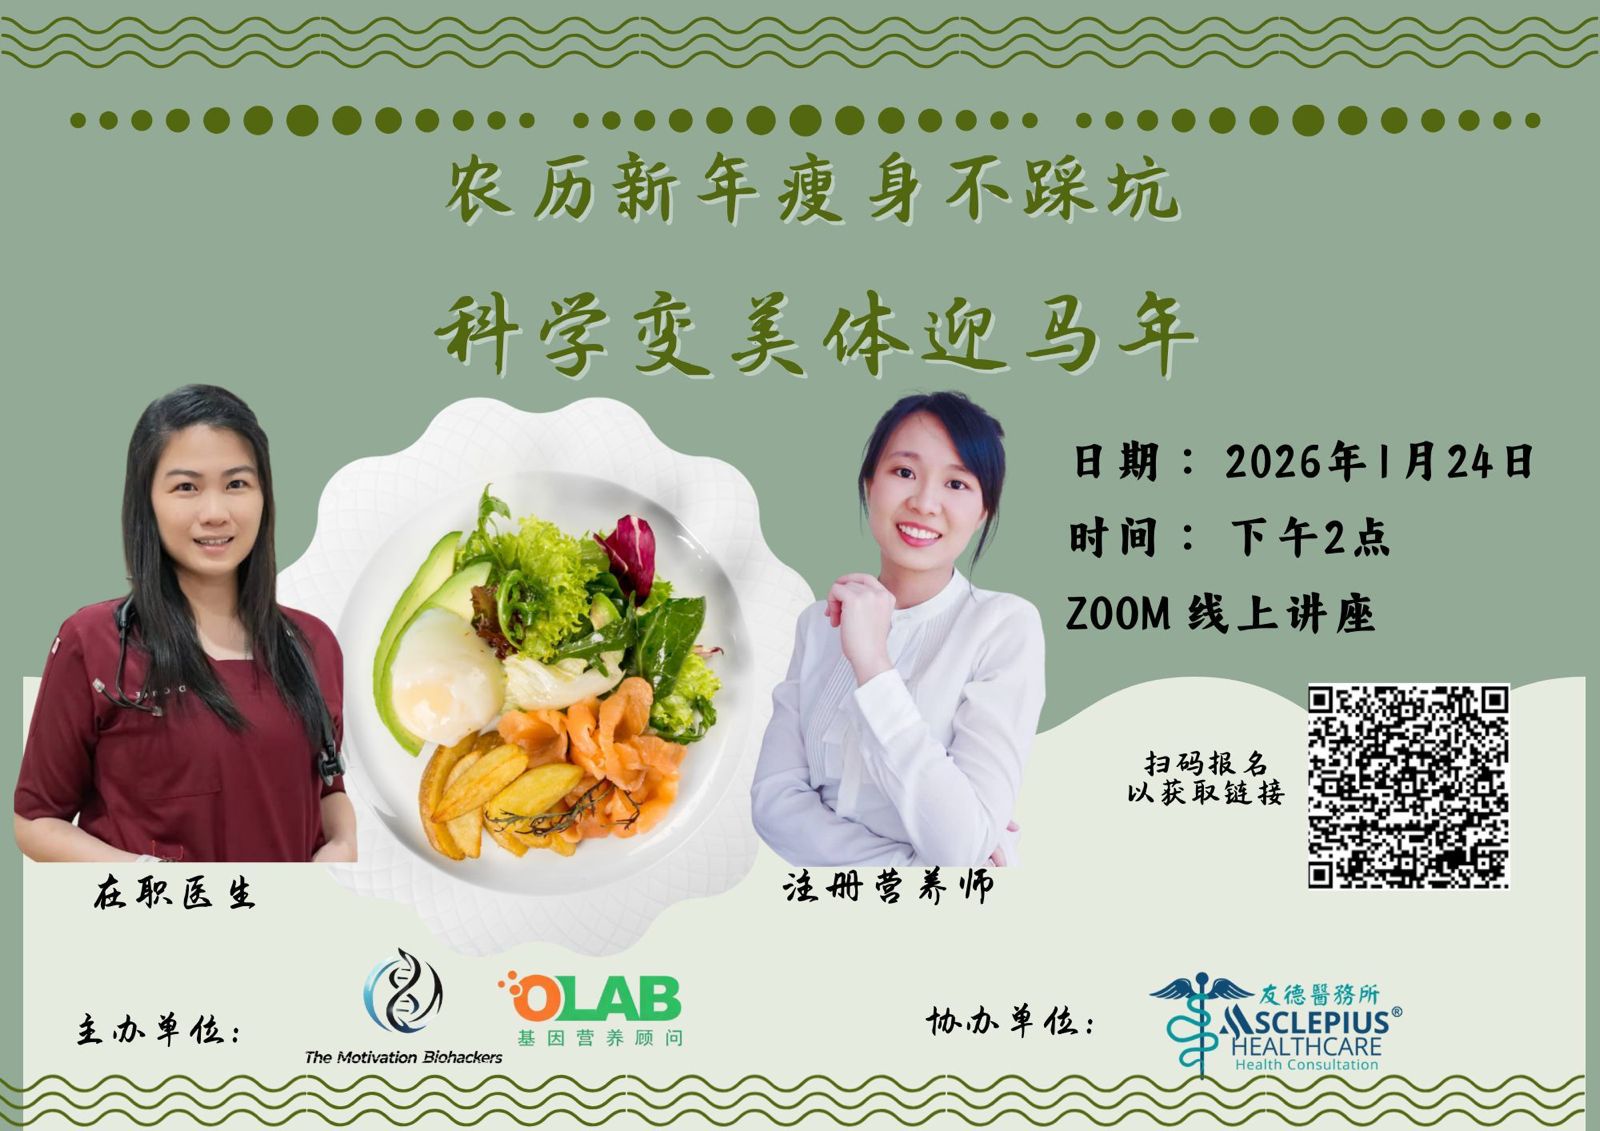 农历新年瘦身不踩坑
科学变美体迎马年
日期：2026年1月24日
时间：下午2点
ZOOM 线上讲座
扫码报名
以获取链接
在职医生
注册营养师
主办单位:
The Motivation Biohackers
OLAB
基因营养顾问
协办单位:
友德醫務所
ASCLEPIUS®
HEALTHCARE
Health Consultation